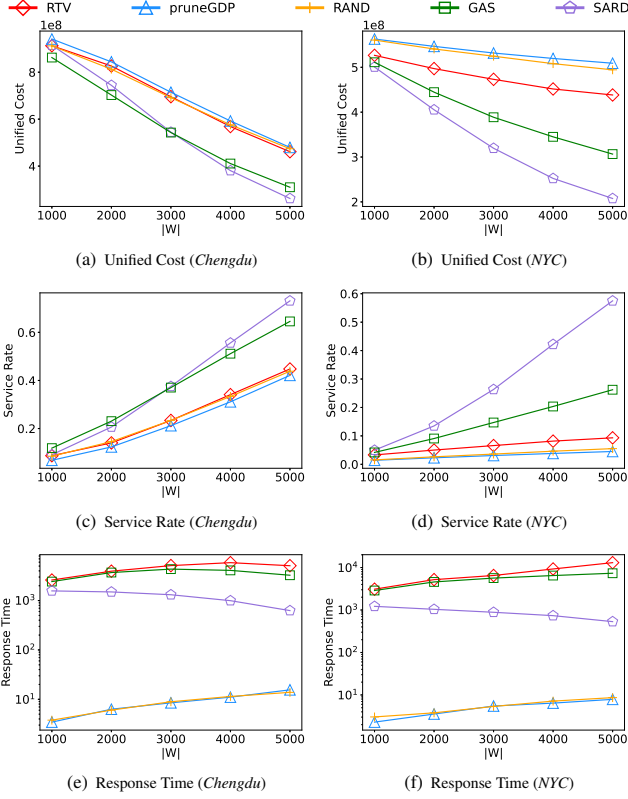 RTV pruneGDP RAND GAS SARD
1e8
Unified Cost
8
6
4
1000 2000 3000 4000 5000
|W|
(a) Unified Cost (Chengdu)
1e8
Unified Cost
5
4
3
2
1000 2000 3000 4000 5000
|W|
(b) Unified Cost (NYC)
Service Rate
0.6
0.4
0.2
1000 2000 3000 4000 5000
|W|
(c) Service Rate (Chengdu)
Service Rate
0.6
0.5
0.4
0.3
0.2
0.1
0.0
1000 2000 3000 4000 5000
|W|
(d) Service Rate (NYC)
Response Time
10³
10²
10¹
1000 2000 3000 4000 5000
|W|
(e) Response Time (Chengdu)
Response Time
10⁴
10³
10¹
1000 2000 3000 4000 5000
|W|
(f) Response Time (NYC)